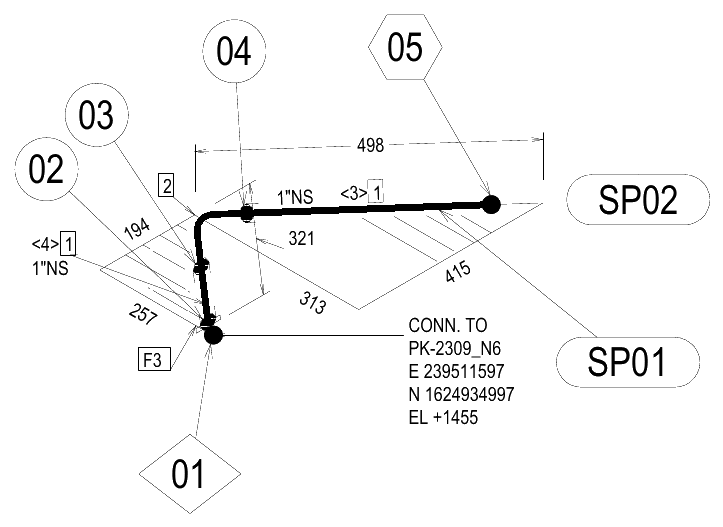 04
05
03
498
02
2
1"NS
<3>1
SP02
194
<4>1
321
1"NS
415
257
313
CONN. TO
PK-2309_N6
F3
E 239511597
SP01
N 1624934997
EL +1455
01